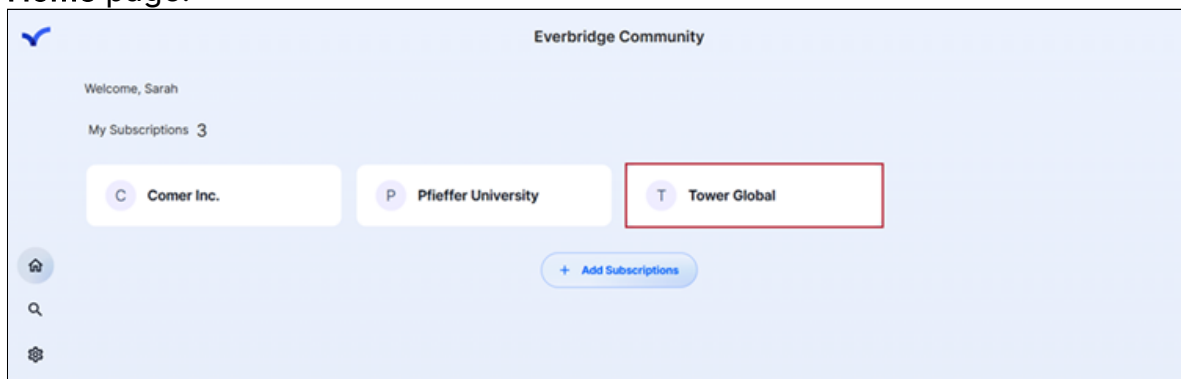 Home page.
Everbridge Community
Welcome, Sarah
My Subscriptions 3
C Comer Inc.
P Pfieffer University
T Tower Global
+ Add Subscriptions